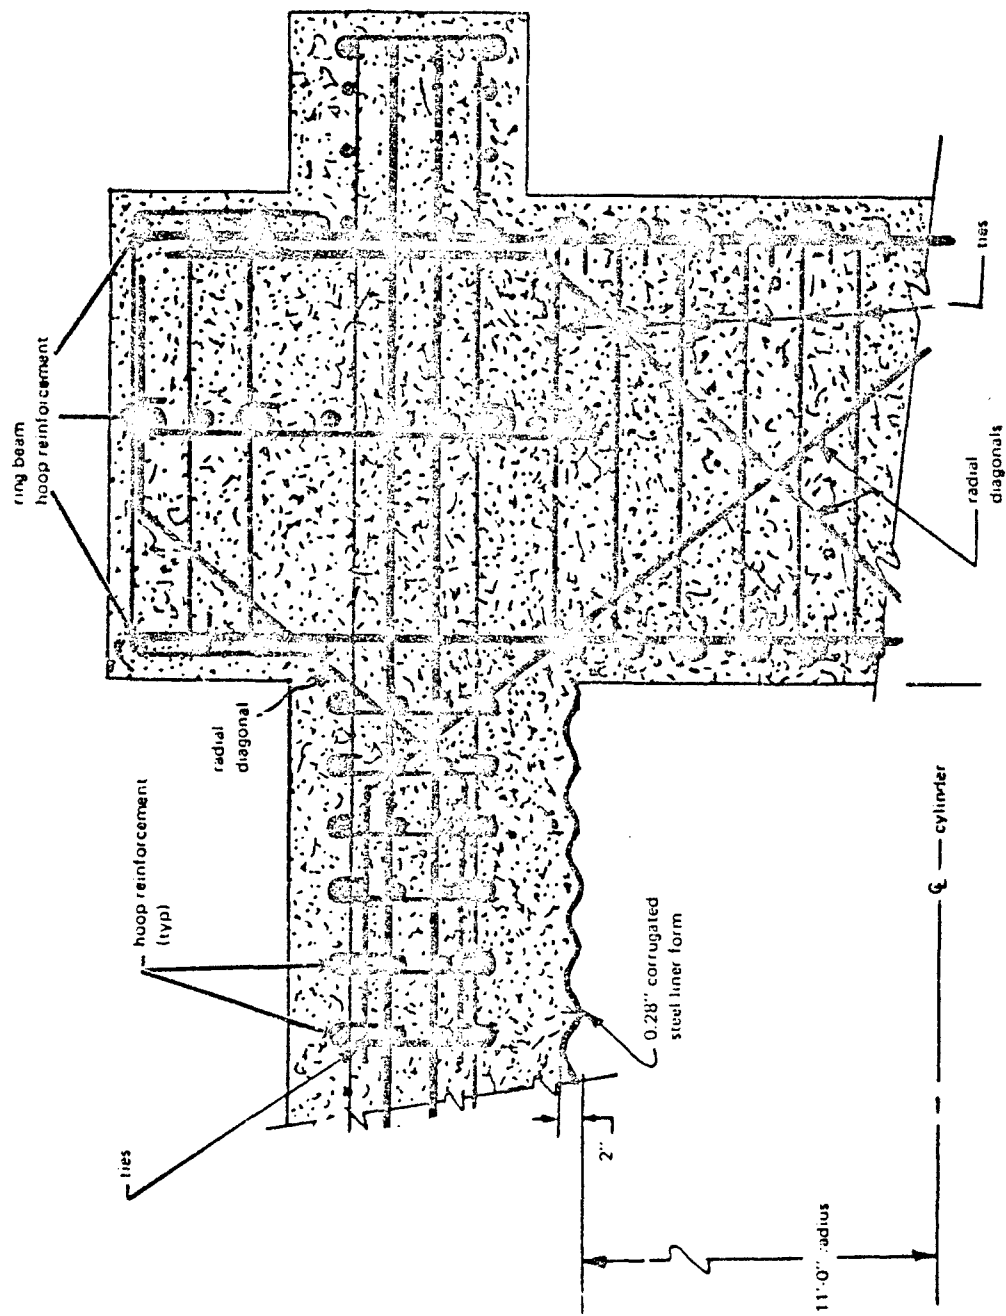 ring beam
hoop reinforcement
hoop reinforcement
(typ)
ties
radial
diagonal
0.28" corrugated
steel liner form
2"
11'-0" radius
℄
cylinder
radial
diagonals
ties